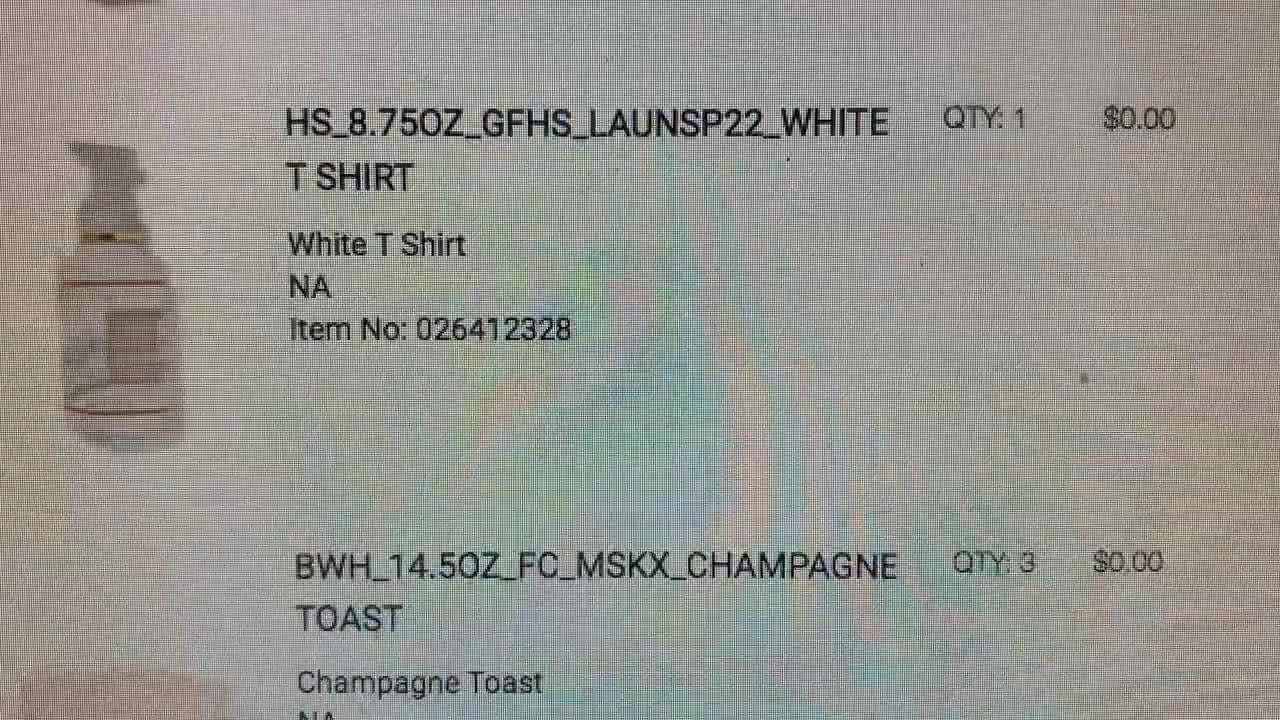 HS_8.75OZ_GFHS_LAUNSP22_WHITE QTY: 1 $0.00
T SHIRT
White T Shirt
NA
Item No: 026412328
BWH_14.5OZ_FC_MSKX_CHAMPAGNE QTY: 3 $0.00
TOAST
Champagne Toast
NA